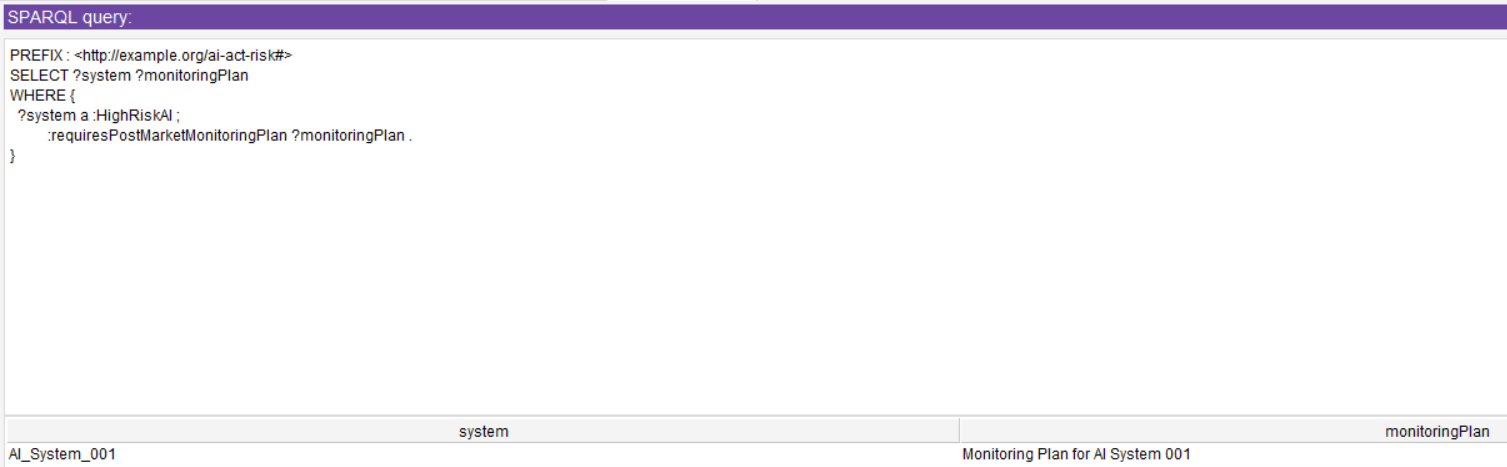 SPARQL query:
PREFIX : <http://example.org/ai-act-risk#>
SELECT ?system ?monitoringPlan
WHERE {
?system a :HighRiskAI ;
:requiresPostMarketMonitoringPlan ?monitoringPlan .
}
system monitoringPlan
AI_System_001 Monitoring Plan for AI System 001